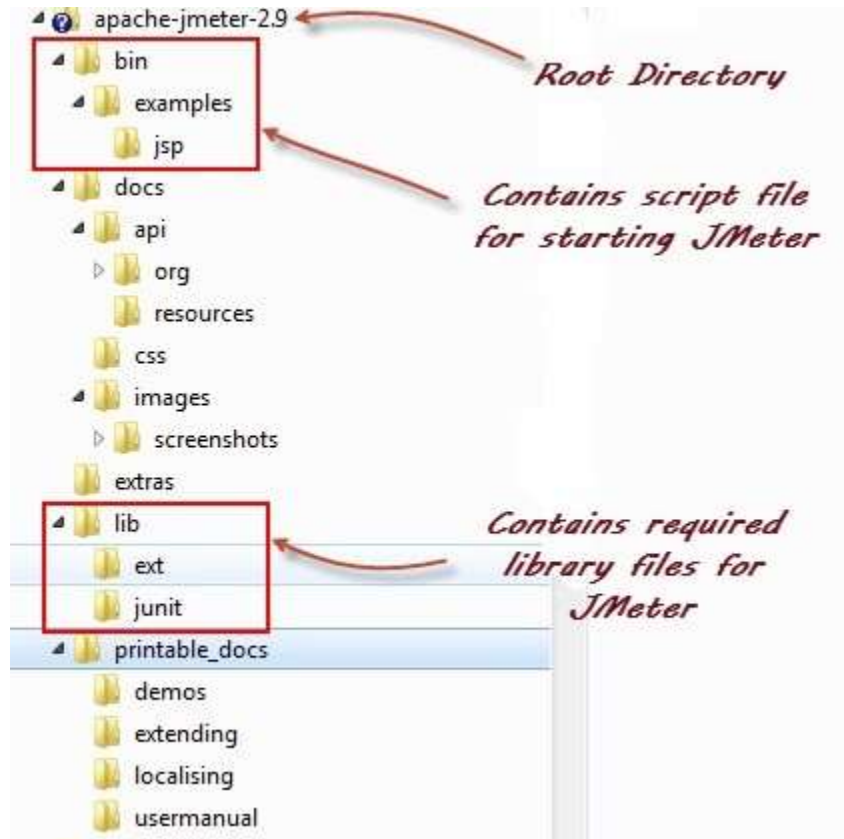 apache-jmeter-2.9
bin
Root Directory
examples
jsp
docs
Contains script file
for starting JMeter
api
org
resources
css
images
screenshots
extras
lib
Contains required
library files for
JMeter
ext
junit
printable_docs
demos
extending
localising
usermanual